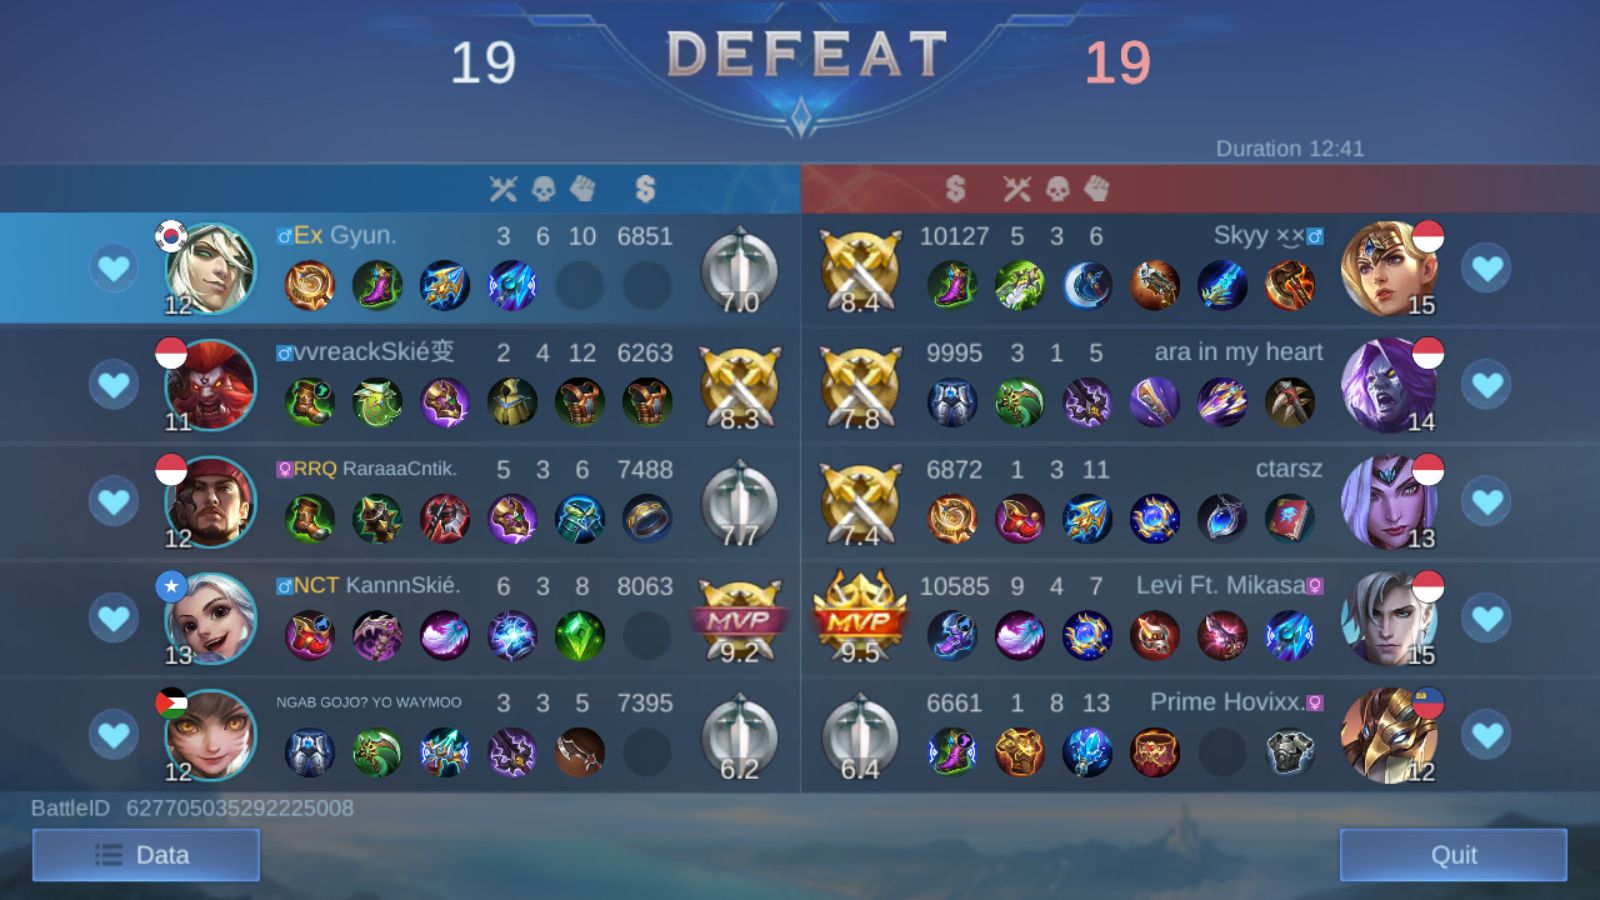 19 DEFEAT 19
Duration 12:41
Ex Gyun. 3 6 10 6851
12 7.0
10127 5 3 6 Skyy ×͜×
8.4 15
vvreackSkié变 2 4 12 6263
11 8.3
9995 3 1 5 ara in my heart
7.8 14
RRQ RaraaaCntik. 5 3 6 7488
12 7.7
6872 1 3 11 ctarsz
7.4 13
NCT KannnSkié. 6 3 8 8063
13 MVP 9.2
10585 9 4 7 Levi Ft. Mikasa
MVP 9.5 15
NGAB GOJO? YO WAYMOO 3 3 5 7395
12 6.2
6661 1 8 13 Prime Hovixx.
6.4 12
BattleID 627705035292225008
Data
Quit